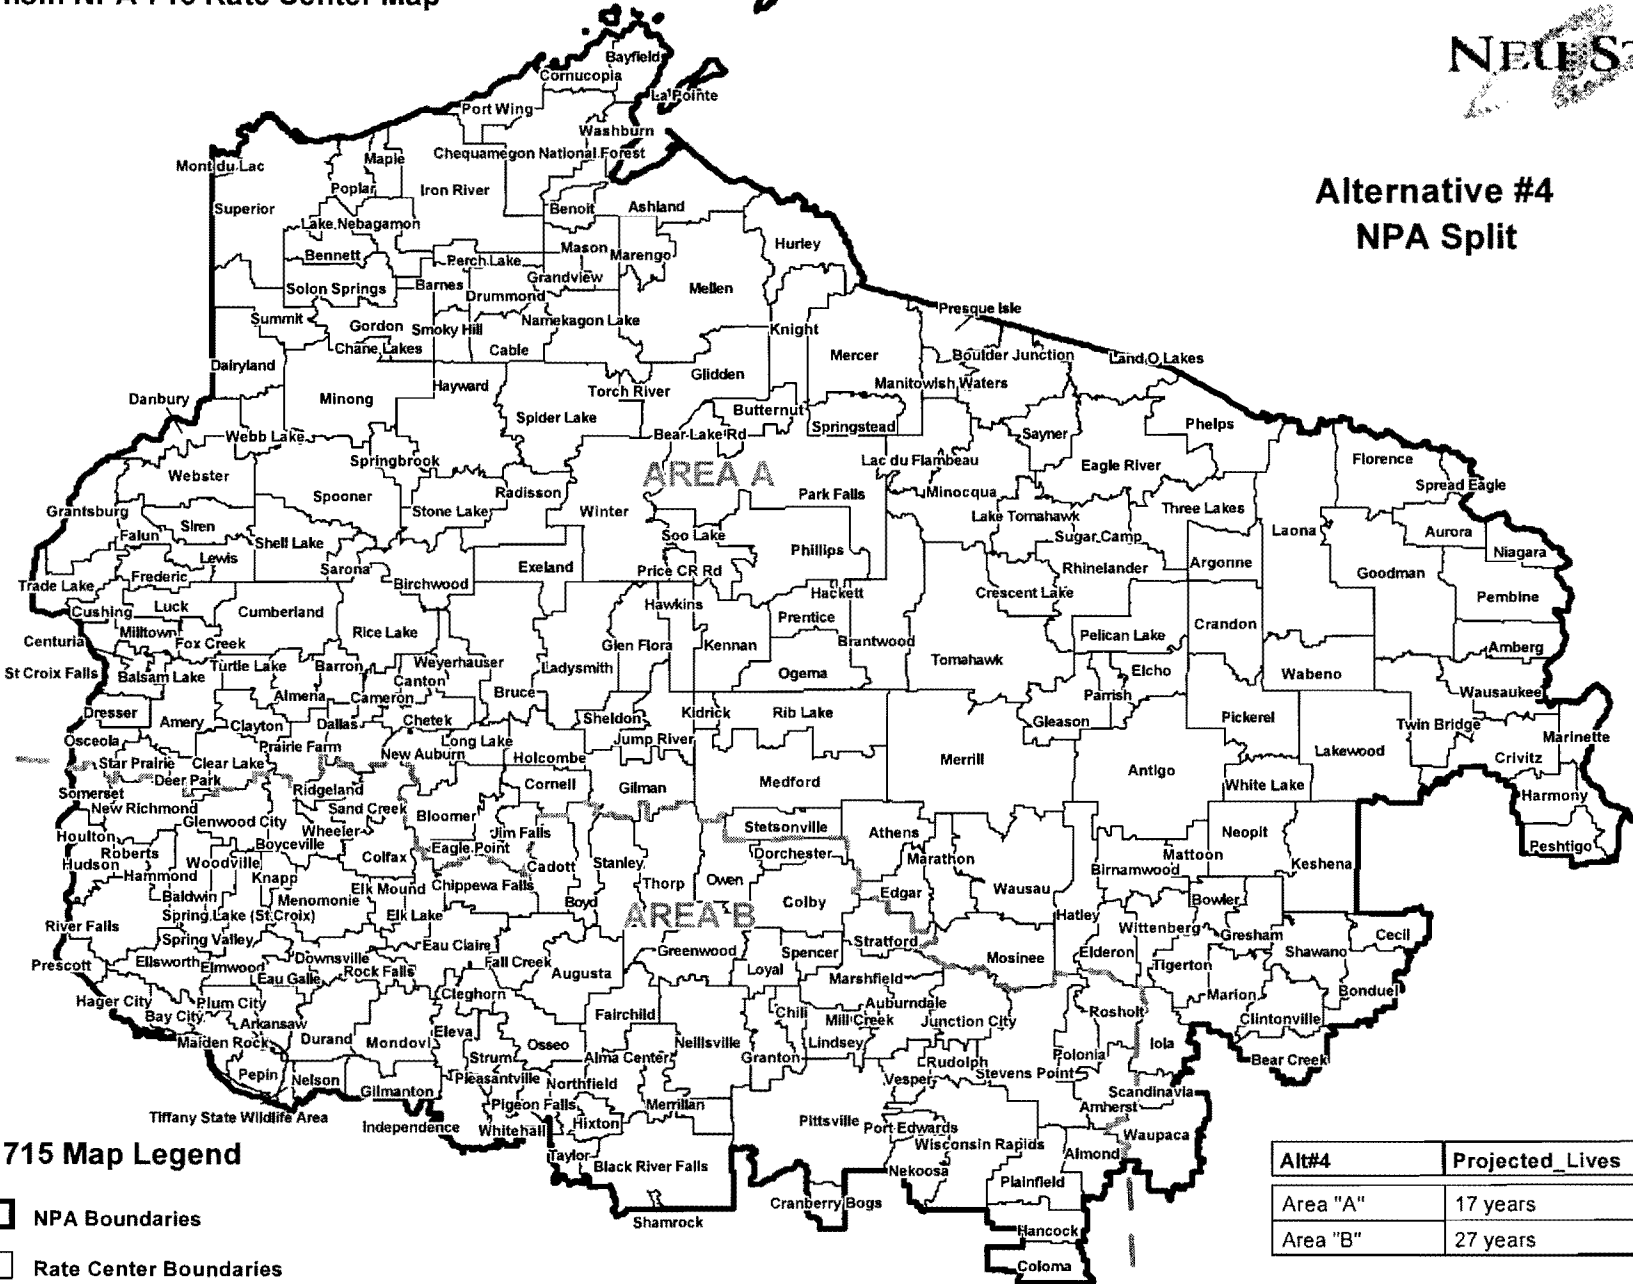 NPA 715 Rate Center Map
Alternative #4
NPA Split
Bayfield
Cornucopia
La Pointe
Port Wing
Washburn
Chequamegon National Forest
Maple
Mont du Lac
Poplar
Iron River
Superior
Benoit
Ashland
Lake Nebagamon
Hurley
Bennett
Mason
Marengo
Perch Lake
Grandview
Solon Springs
Barnes
Drummond
Mellen
Presque Isle
Summit
Gordon
Smoky Hill
Namekagon Lake
Knight
Chane Lakes
Cable
Mercer
Boulder Junction
Land O Lakes
Dairyland
Glidden
Hayward
Torch River
Manitowish Waters
Danbury
Minong
Butternut
Spider Lake
Springstead
Phelps
Webb Lake
Bear Lake Rd
Sayner
Springbrook
Lac du Flambeau
Florence
Eagle River
Webster
AREA A
Spread Eagle
Spooner
Radisson
Park Falls
Minocqua
Grantsburg
Stone Lake
Winter
Three Lakes
Lake Tomahawk
Siren
Falun
Shell Lake
Soo Lake
Sugar Camp
Laona
Aurora
Phillips
Niagara
Lewis
Sarona
Exeland
Price CR Rd
Rhinelander
Argonne
Goodman
Trade Lake
Frederic
Birchwood
Hackett
Crescent Lake
Pembine
Cushing
Luck
Cumberland
Hawkins
Prentice
Crandon
Milltown
Rice Lake
Centuria
Fox Creek
Glen Flora
Kennan
Brantwood
Pelican Lake
Amberg
St Croix Falls
Balsam Lake
Turtle Lake
Barron
Weyerhauser
Ladysmith
Tomahawk
Elcho
Wabeno
Canton
Ogema
Almena
Cameron
Bruce
Parrish
Wausaukee
Dresser
Amery
Clayton
Dallas
Chetek
Sheldon
Kidrick
Rib Lake
Gleason
Pickerel
Twin Bridge
Osceola
Prairie Farm
Long Lake
Jump River
Lakewood
Marinette
Star Prairie
Clear Lake
New Auburn
Holcombe
Merrill
Crivitz
Deer Park
Cornell
Gilman
Medford
Antigo
White Lake
Somerset
Ridgeland
Harmony
New Richmond
Sand Creek
Bloomer
Glenwood City
Jim Falls
Stetsonville
Athens
Neopit
Houlton
Wheeler
Boyceville
Eagle Point
Peshtigo
Roberts
Woodville
Colfax
Dorchester
Marathon
Mattoon
Keshena
Hudson
Hammond
Knapp
Cadott
Stanley
Birnamwood
Elk Mound
Chippewa Falls
Thorp
Owen
Edgar
Wausau
Baldwin
Menomonie
Boyd
Colby
Bowler
Spring Lake (St.Croix)
Elk Lake
AREA B
Hatley
River Falls
Wittenberg
Gresham
Cecil
Spring Valley
Eau Claire
Stratford
Greenwood
Spencer
Elderon
Shawano
Prescott
Ellsworth
Elmwood
Downsville
Rock Falls
Fall Creek
Augusta
Loyal
Mosinee
Tigerton
Eau Galle
Marshfield
Hager City
Plum City
Cleghorn
Marion
Bonduel
Bay City
Arkansaw
Fairchild
Chili
Auburndale
Mill Creek
Junction City
Rosholt
Clintonville
Maiden Rock
Durand
Mondovi
Eleva
Osseo
Neillsville
Lindsey
Iola
Strum
Alma Center
Granton
Rudolph
Polonia
Bear Creek
Pepin
Nelson
Pleasantville
Northfield
Vesper
Stevens Point
Gilmanton
Pigeon Falls
Merrillan
Scandinavia
Tiffany State Wildlife Area
Independence
Whitehall
Hixton
Pittsville
Port Edwards
Amherst
Waupaca
Wisconsin Rapids
Taylor
Black River Falls
Nekoosa
Almond
Plainfield
Cranberry Bogs
Shamrock
Hancock
Coloma
715 Map Legend
NPA Boundaries
Rate Center Boundaries
Alt#4 Projected_Lives
Area "A" 17 years
Area "B" 27 years